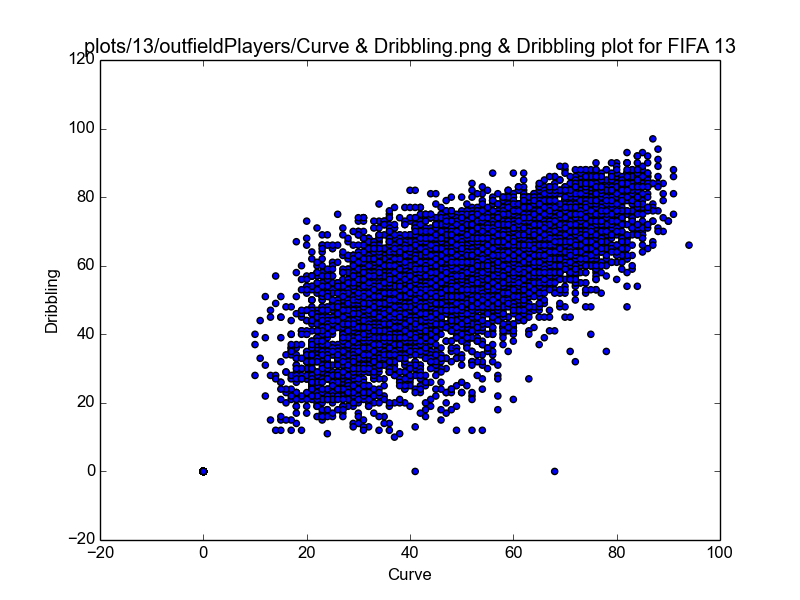 plots/13/outfieldPlayers/Curve & Dribbling.png & Dribbling plot for FIFA 13
120
100
80
60
40
20
0
−20
Dribbling
−20 0 20 40 60 80 100
Curve